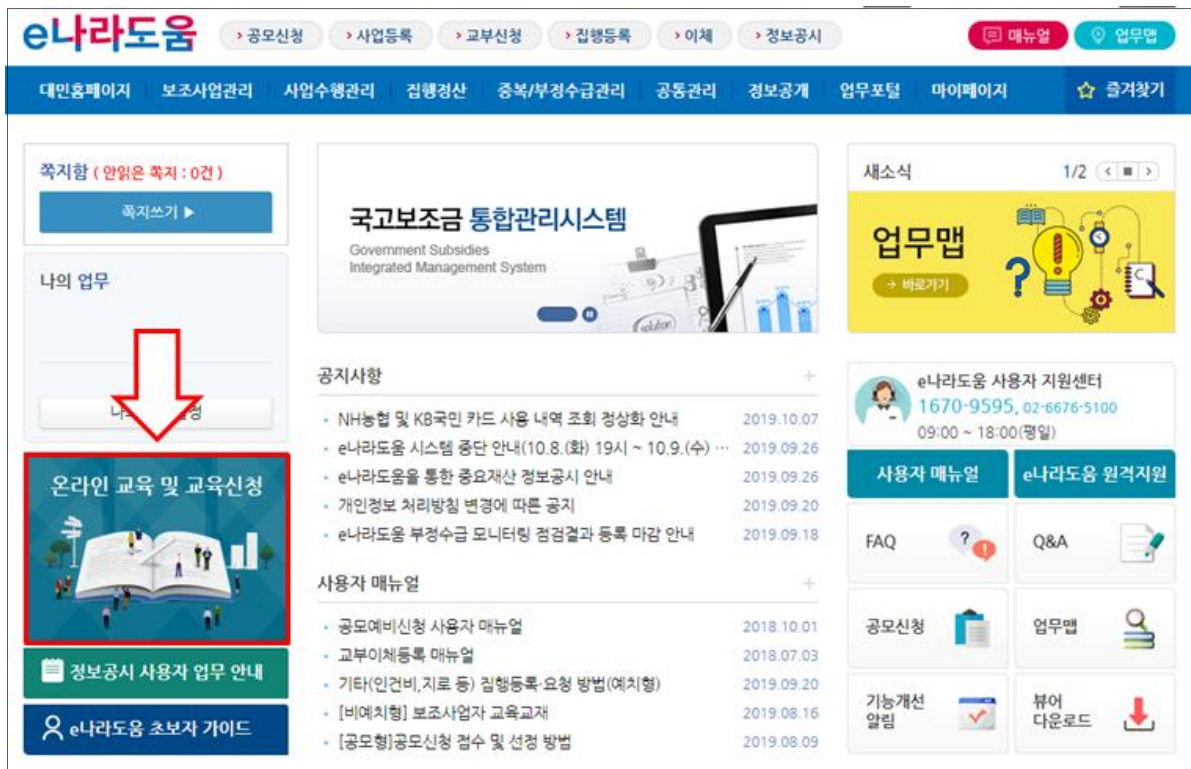 e나라도움
공모신청
사업등록
교부신청
집행등록
이체
정보공시
매뉴얼
업무맵
대민홈페이지
보조사업관리
사업수행관리
집행정산
중복/부정수급관리
공통관리
정보공개
업무포털
마이페이지
즐겨찾기
쪽지함 ( 안읽은 쪽지 : 0건 )
쪽지쓰기 ▶
나의 업무
온라인 교육 및 교육신청
정보공시 사용자 업무 안내
e나라도움 초보자 가이드
국고보조금 통합관리시스템
Government Subsidies
Integrated Management System
solution
공지사항
NH농협 및 KB국민 카드 사용 내역 조회 정상화 안내 2019.10.07
e나라도움 시스템 중단 안내(10.8.(화) 19시 ~ 10.9.(수) ··· 2019.09.26
e나라도움을 통한 중요재산 정보공시 안내 2019.09.26
개인정보 처리방침 변경에 따른 공지 2019.09.20
e나라도움 부정수급 모니터링 점검결과 등록 마감 안내 2019.09.18
사용자 매뉴얼
공모예비신청 사용자 매뉴얼 2018.10.01
교부이체등록 매뉴얼 2018.07.03
기타(인건비,지로 등) 집행등록·요청 방법(예치형) 2019.09.20
[비예치형] 보조사업자 교육교재 2019.08.16
[공모형]공모신청 접수 및 선정 방법 2019.08.09
새소식 1/2
업무맵
바로가기
e나라도움 사용자 지원센터
1670-9595, 02-6676-5100
09:00 ~ 18:00(평일)
사용자 매뉴얼
e나라도움 원격지원
FAQ
Q&A
공모신청
업무맵
기능개선
알림
뷰어
다운로드